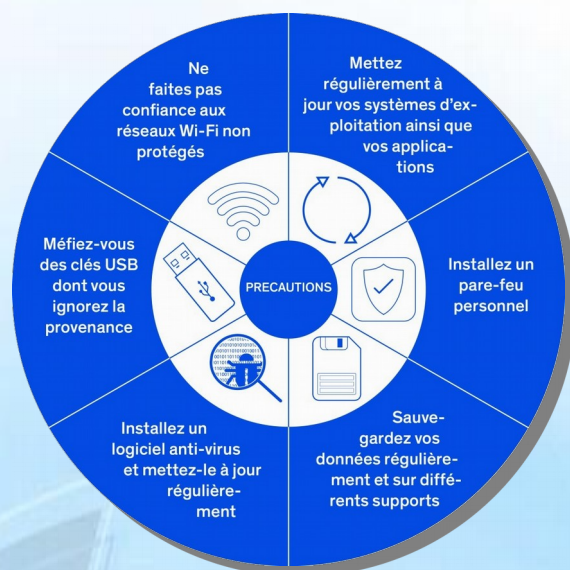 Ne
faites pas
confiance aux
réseaux Wi-Fi non
protégés
Mettez
régulièrement à
jour vos systèmes d'ex-
ploitation ainsi que
vos applica-
tions
Méfiez-vous
des clés USB
dont vous
ignorez la
provenance
PRECAUTIONS
Installez un
pare-feu
personnel
Installez un
logiciel anti-virus
et mettez-le à jour
régulière-
ment
Sauve-
gardez vos
données régulière-
ment et sur diffé-
rents supports